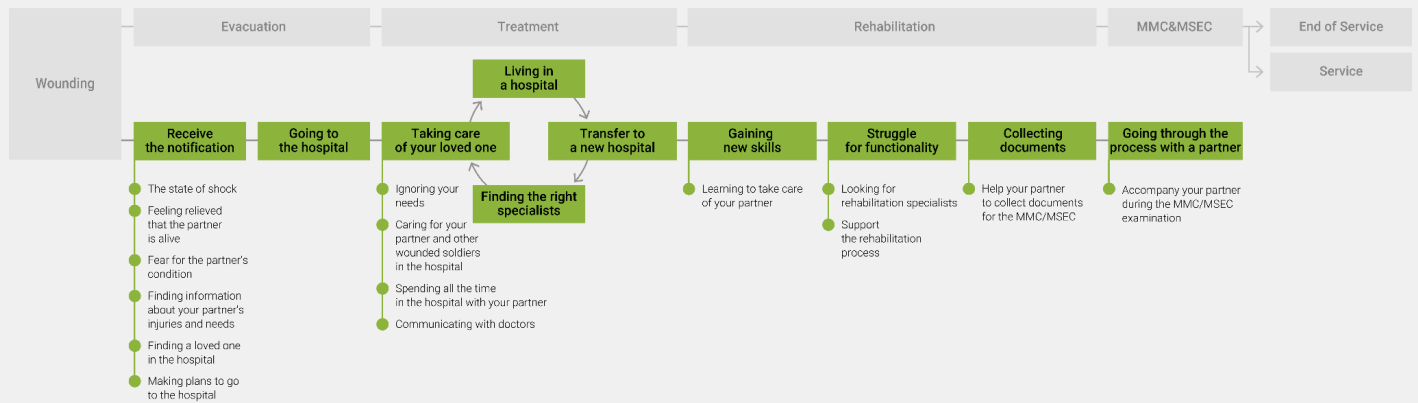 Wounding
Evacuation
Treatment
Rehabilitation
MMC&MSEC
End of Service
Service
Receive
the notification
The state of shock
Feeling relieved
that the partner
is alive
Fear for the partner's
condition
Finding information
about your partner's
injuries and needs
Finding a loved one
in the hospital
Making plans to go
to the hospital
Going to
the hospital
Taking care
of your loved one
Ignoring your
needs
Caring for your
partner and other
wounded soldiers
in the hospital
Spending all the time
in the hospital with your partner
Communicating with doctors
Living in
a hospital
Transfer to
a new hospital
Finding the right
specialists
Gaining
new skills
Learning to take care
of your partner
Struggle
for functionality
Looking for
rehabilitation specialists
Support
the rehabilitation
process
Collecting
documents
Help your partner
to collect documents
for the MMC/MSEC
Going through the
process with a partner
Accompany your partner
during the MMC/MSEC
examination